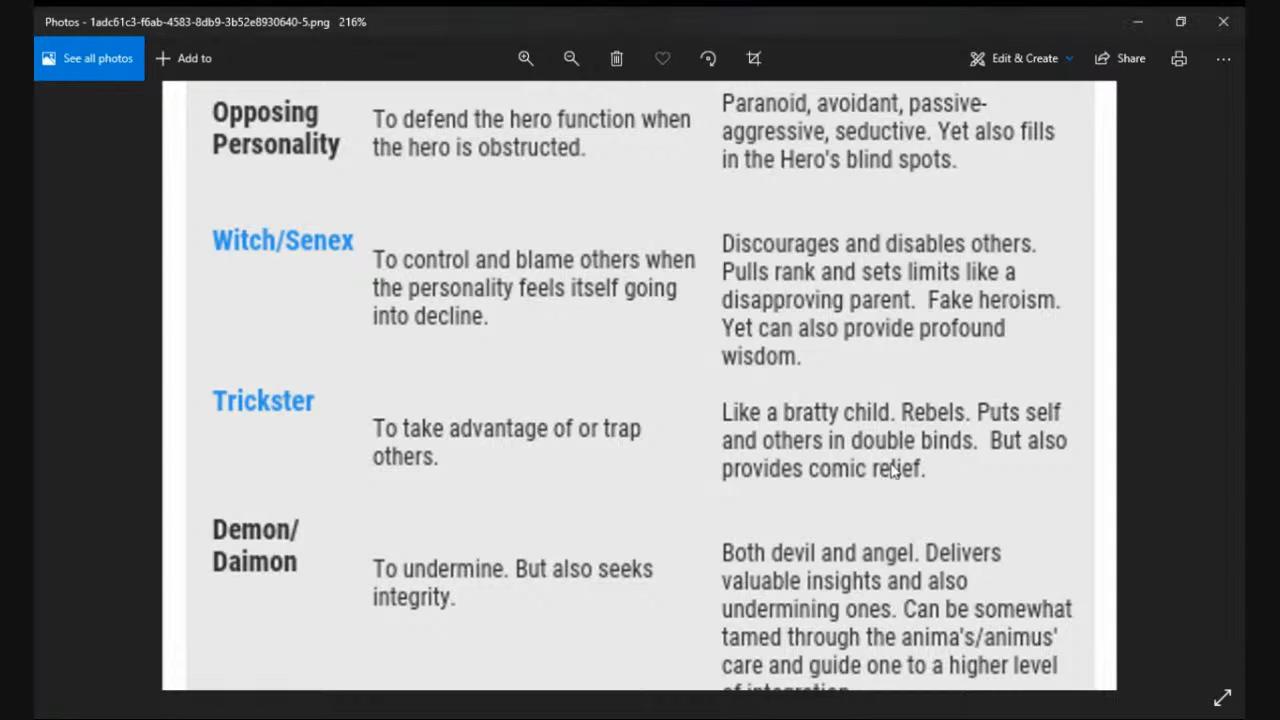 Photos - 1adc61c3-f6ab-4583-8db9-3b52e8930640-5.png 216%
See all photos
Add to
Edit & Create
Share
Opposing
Personality
To defend the hero function when
the hero is obstructed.
Paranoid, avoidant, passive-
aggressive, seductive. Yet also fills
in the Hero's blind spots.
Witch/Senex
To control and blame others when
the personality feels itself going
into decline.
Discourages and disables others.
Pulls rank and sets limits like a
disapproving parent. Fake heroism.
Yet can also provide profound
wisdom.
Trickster
To take advantage of or trap
others.
Like a bratty child. Rebels. Puts self
and others in double binds. But also
provides comic relief.
Demon/
Daimon
To undermine. But also seeks
integrity.
Both devil and angel. Delivers
valuable insights and also
undermining ones. Can be somewhat
tamed through the anima's/animus'
care and guide one to a higher level
of integration